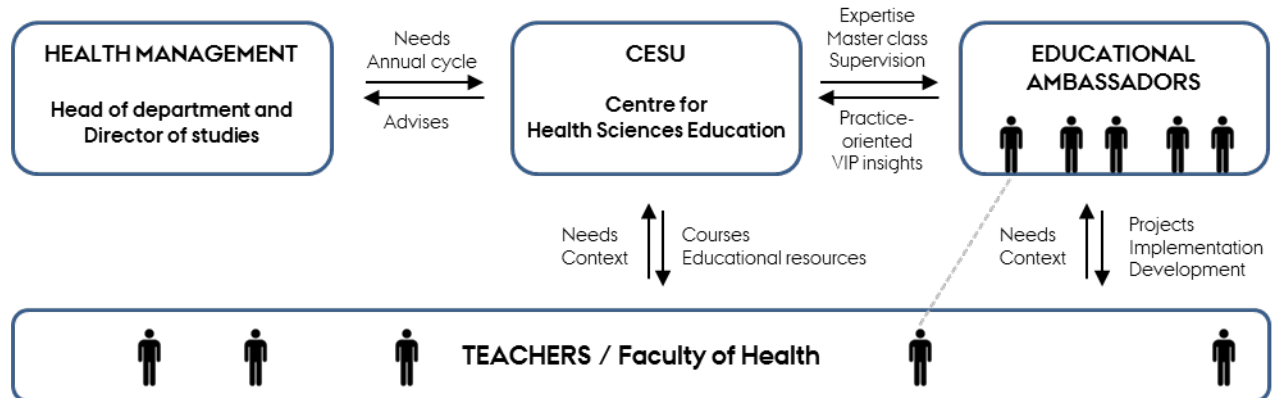 HEALTH MANAGEMENT
Head of department and
Director of studies
Needs
Annual cycle
Advises
CESU
Centre for
Health Sciences Education
Expertise
Master class
Supervision
Practice-
oriented
VIP insights
EDUCATIONAL
AMBASSADORS
Needs
Context
Courses
Educational resources
Needs
Context
Projects
Implementation
Development
TEACHERS / Faculty of Health